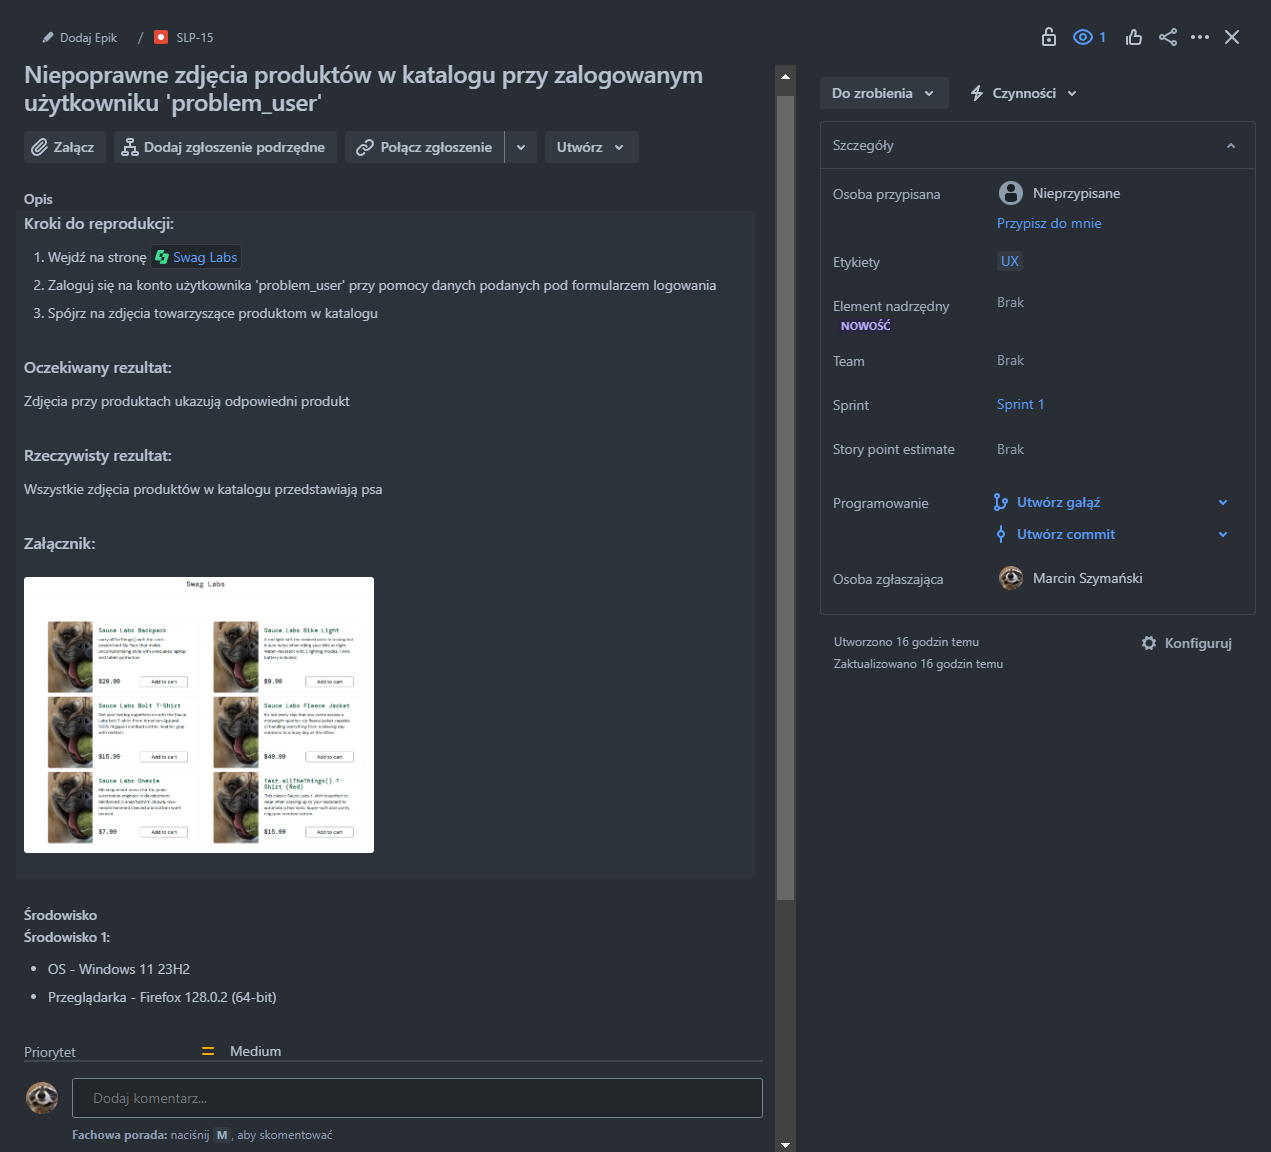 Dodaj Epik / SLP-15
1
Niepoprawne zdjęcia produktów w katalogu przy zalogowanym
użytkowniku 'problem_user'
Załącz
Dodaj zgłoszenie podrzędne
Połącz zgłoszenie
Utwórz
Opis
Kroki do reprodukcji:
1. Wejdź na stronę Swag Labs
2. Zaloguj się na konto użytkownika 'problem_user' przy pomocy danych podanych pod formularzem logowania
3. Spójrz na zdjęcia towarzyszące produktom w katalogu
Oczekiwany rezultat:
Zdjęcia przy produktach ukazują odpowiedni produkt
Rzeczywisty rezultat:
Wszystkie zdjęcia produktów w katalogu przedstawiają psa
Załącznik:
Swag Labs
Sauce Labs Backpack
$29.99
Add to cart
Sauce Labs Bike Light
$9.99
Add to cart
Sauce Labs Bolt T-Shirt
$15.99
Add to cart
Sauce Labs Fleece Jacket
$49.99
Add to cart
Sauce Labs Onesie
$7.99
Add to cart
Test.allTheThings() T-
Shirt (Red)
$15.99
Add to cart
Środowisko
Środowisko 1:
• OS - Windows 11 23H2
• Przeglądarka - Firefox 128.0.2 (64-bit)
Priorytet
Medium
Dodaj komentarz...
Fachowa porada: naciśnij M, aby skomentować
Do zrobienia
Czynności
Szczegóły
Osoba przypisana
Nieprzypisane
Przypisz do mnie
Etykiety
UX
Element nadrzędny
NOWOŚĆ
Brak
Team
Brak
Sprint
Sprint 1
Story point estimate
Brak
Programowanie
Utwórz gałąź
Utwórz commit
Osoba zgłaszająca
Marcin Szymański
Utworzono 16 godzin temu
Zaktualizowano 16 godzin temu
Konfiguruj